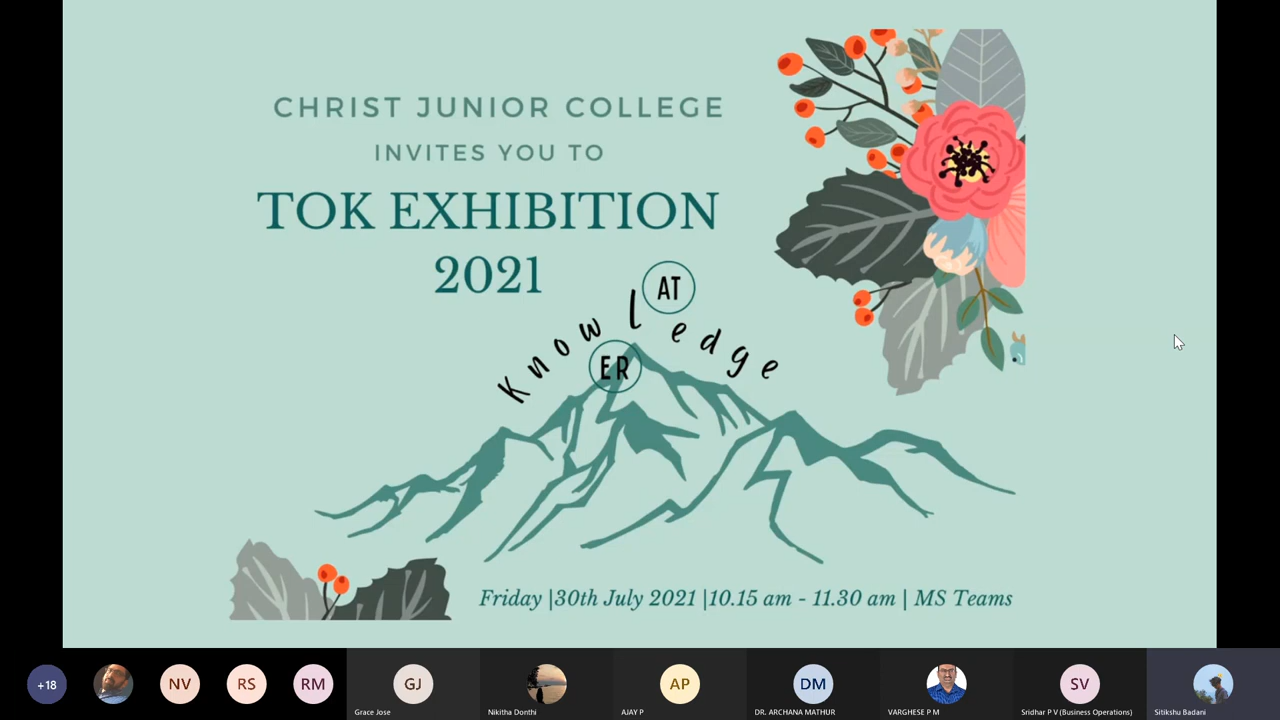 CHRIST JUNIOR COLLEGE
INVITES YOU TO
TOK EXHIBITION
2021
AT
Knowledge
ER
Friday |30th July 2021 |10.15 am - 11.30 am | MS Teams
+18
NV
RS
RM
GJ
AP
DM
SV
Grace Jose
Nikitha Donthi
AJAY P
DR. ARCHANA MATHUR
VARGHESE P M
Sridhar P V (Business Operations)
Sitikshu Badani